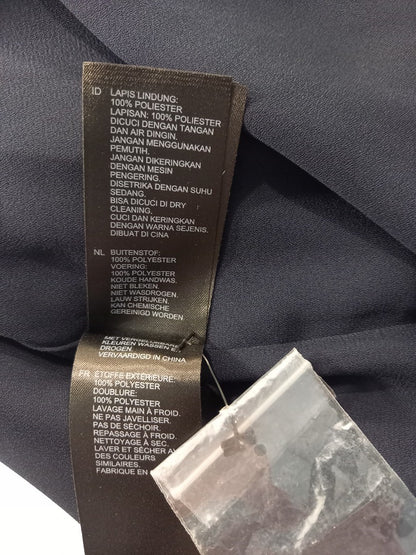 ID LAPIS LINDUNG:
100% POLIESTER
LAPISAN: 100% POLIESTER
DICUCI DENGAN TANGAN
DAN AIR DINGIN.
JANGAN MENGGUNAKAN
PEMUTIH.
JANGAN DIKERINGKAN
DENGAN MESIN
PENGERING.
DISETRIKA DENGAN SUHU
SEDANG.
BISA DICUCI DI DRY
CLEANING.
CUCI DAN KERINGKAN
DENGAN WARNA SEJENIS.
DIBUAT DI CINA
NL BUITENSTOF:
100% POLYESTER
VOERING:
100% POLYESTER
KOUDE HANDWAS.
NIET BLEKEN
NIET WASDROGEN.
LAUW STRIJKEN.
KAN CHEMISCHE
GEREINIGD WORDEN.
KLEUREN WASSEN E
DROGEN.
VERVAARDIGD IN CHINA
FR ETOFFE EXTÉRIEURE:
100% POLYESTER
DOUBLURE:
100% POLYESTER
LAVAGE MAIN À FROID.
NE PAS JAVELLISER.
PAS DE SÉCHOIR.
REPASSAGE À FROID.
NETTOYAGE À SEC.
LAVER ET SÉCHER AV
DES COULEURS
SIMILAIRES.
FABRIQUE EN